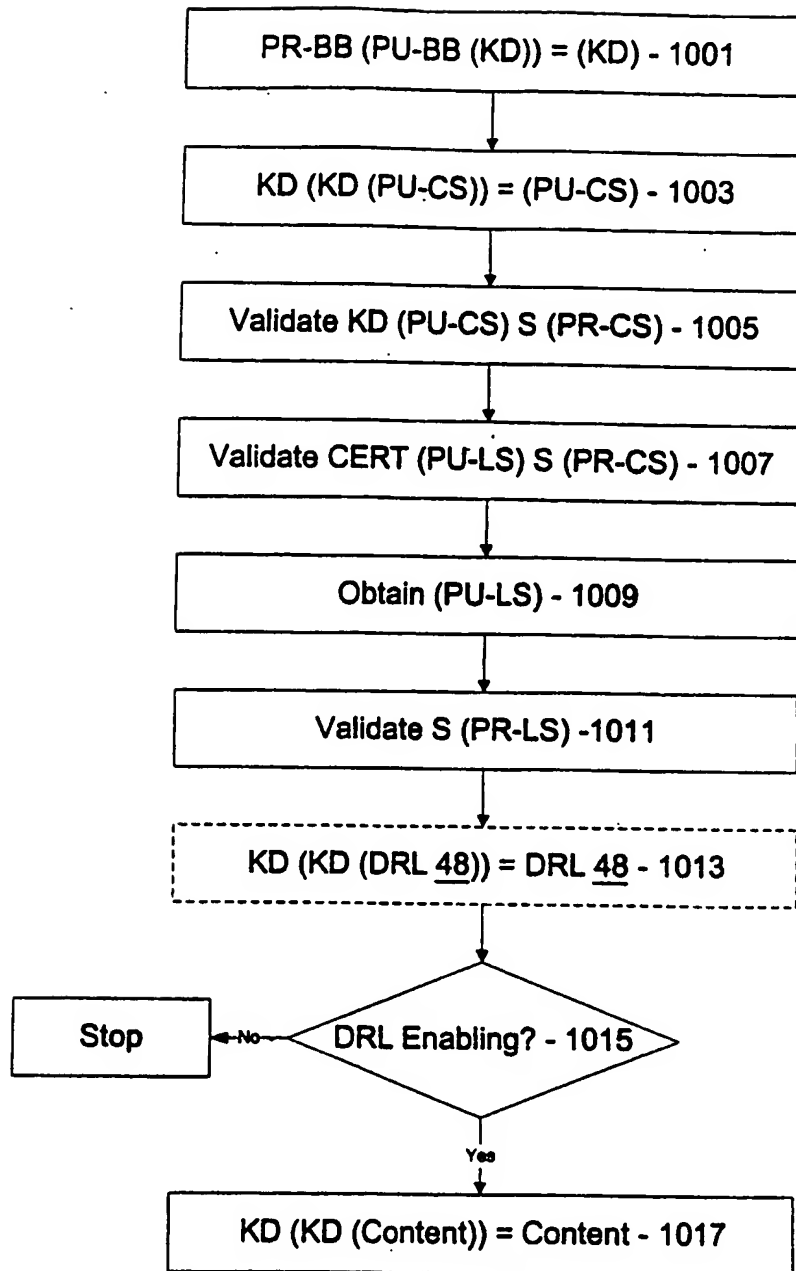 PR-BB (PU-BB (KD)) = (KD) - 1001
KD (KD (PU-CS)) = (PU-CS) - 1003
Validate KD (PU-CS) S (PR-CS) - 1005
Validate CERT (PU-LS) S (PR-CS) - 1007
Obtain (PU-LS) - 1009
Validate S (PR-LS) -1011
KD (KD (DRL 48)) = DRL 48 - 1013
Stop
No
DRL Enabling? - 1015
Yes
KD (KD (Content)) = Content - 1017